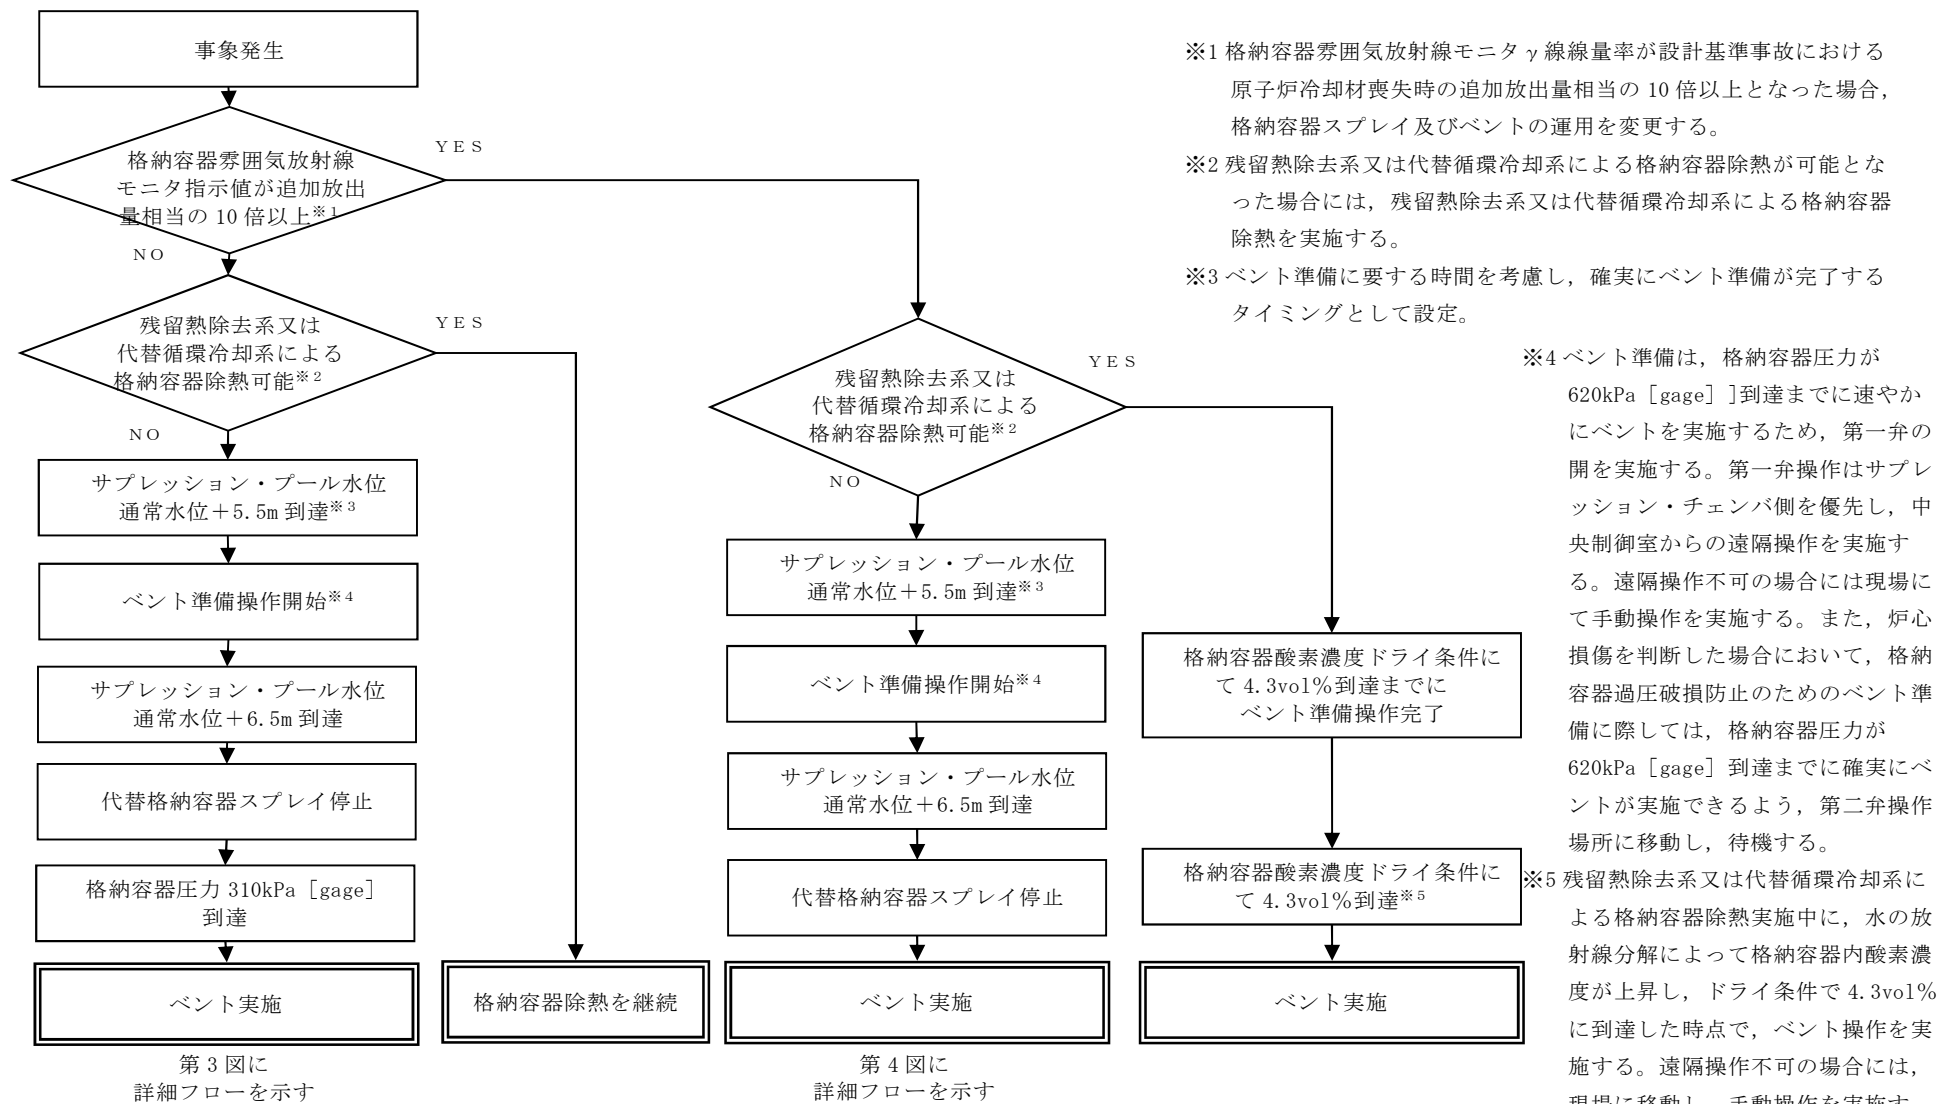 事象発生
格納容器雰囲気放射線
モニタ指示値が追加放出
量相当の 10 倍以上※1
YES
NO
残留熱除去系又は
代替循環冷却系による
格納容器除熱可能※2
YES
NO
サプレッション・プール水位
通常水位＋5.5m 到達※3
ベント準備操作開始※4
サプレッション・プール水位
通常水位＋6.5m 到達
代替格納容器スプレイ停止
格納容器圧力 310kPa［gage］
到達
ベント実施
第 3 図に
詳細フローを示す
格納容器除熱を継続
残留熱除去系又は
代替循環冷却系による
格納容器除熱可能※2
YES
NO
サプレッション・プール水位
通常水位＋5.5m 到達※3
ベント準備操作開始※4
サプレッション・プール水位
通常水位＋6.5m 到達
代替格納容器スプレイ停止
ベント実施
第 4 図に
詳細フローを示す
格納容器酸素濃度ドライ条件に
て 4.3vol％到達までに
ベント準備操作完了
格納容器酸素濃度ドライ条件に
て 4.3vol％到達※5
ベント実施
※1 格納容器雰囲気放射線モニタγ線線量率が設計基準事故における
原子炉冷却材喪失時の追加放出量相当の 10 倍以上となった場合，
格納容器スプレイ及びベントの運用を変更する。
※2 残留熱除去系又は代替循環冷却系による格納容器除熱が可能とな
った場合には，残留熱除去系又は代替循環冷却系による格納容器
除熱を実施する。
※3 ベント準備に要する時間を考慮し，確実にベント準備が完了する
タイミングとして設定。
※4 ベント準備は，格納容器圧力が
620kPa［gage］]到達までに速やか
にベントを実施するため，第一弁の
開を実施する。第一弁操作はサプレ
ッション・チェンバ側を優先し，中
央制御室からの遠隔操作を実施す
る。遠隔操作不可の場合には現場に
て手動操作を実施する。また，炉心
損傷を判断した場合において，格納
容器過圧破損防止のためのベント準
備に際しては，格納容器圧力が
620kPa［gage］到達までに確実にベ
ントが実施できるよう，第二弁操作
場所に移動し，待機する。
※5 残留熱除去系又は代替循環冷却系に
よる格納容器除熱実施中に，水の放
射線分解によって格納容器内酸素濃
度が上昇し，ドライ条件で 4.3vol％
に到達した時点で，ベント操作を実
施する。遠隔操作不可の場合には，
現場に移動し，手動操作を実施す